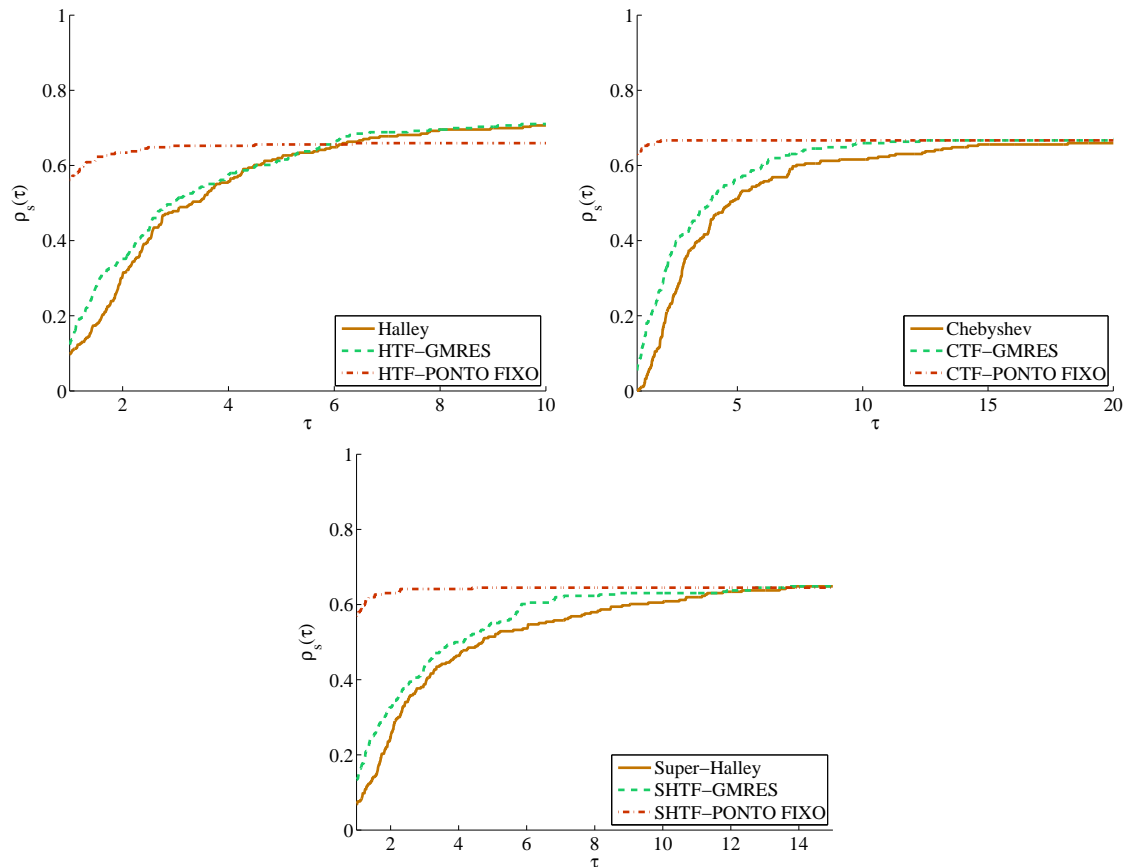 1
0.8
0.6
0.4
0.2
0
ρs(τ)
2
4
6
8
10
τ
Halley
HTF−GMRES
HTF−PONTO FIXO
1
0.8
0.6
0.4
0.2
0
ρs(τ)
5
10
15
20
τ
Chebyshev
CTF−GMRES
CTF−PONTO FIXO
1
0.8
0.6
0.4
0.2
0
ρs(τ)
2
4
6
8
10
12
14
τ
Super−Halley
SHTF−GMRES
SHTF−PONTO FIXO